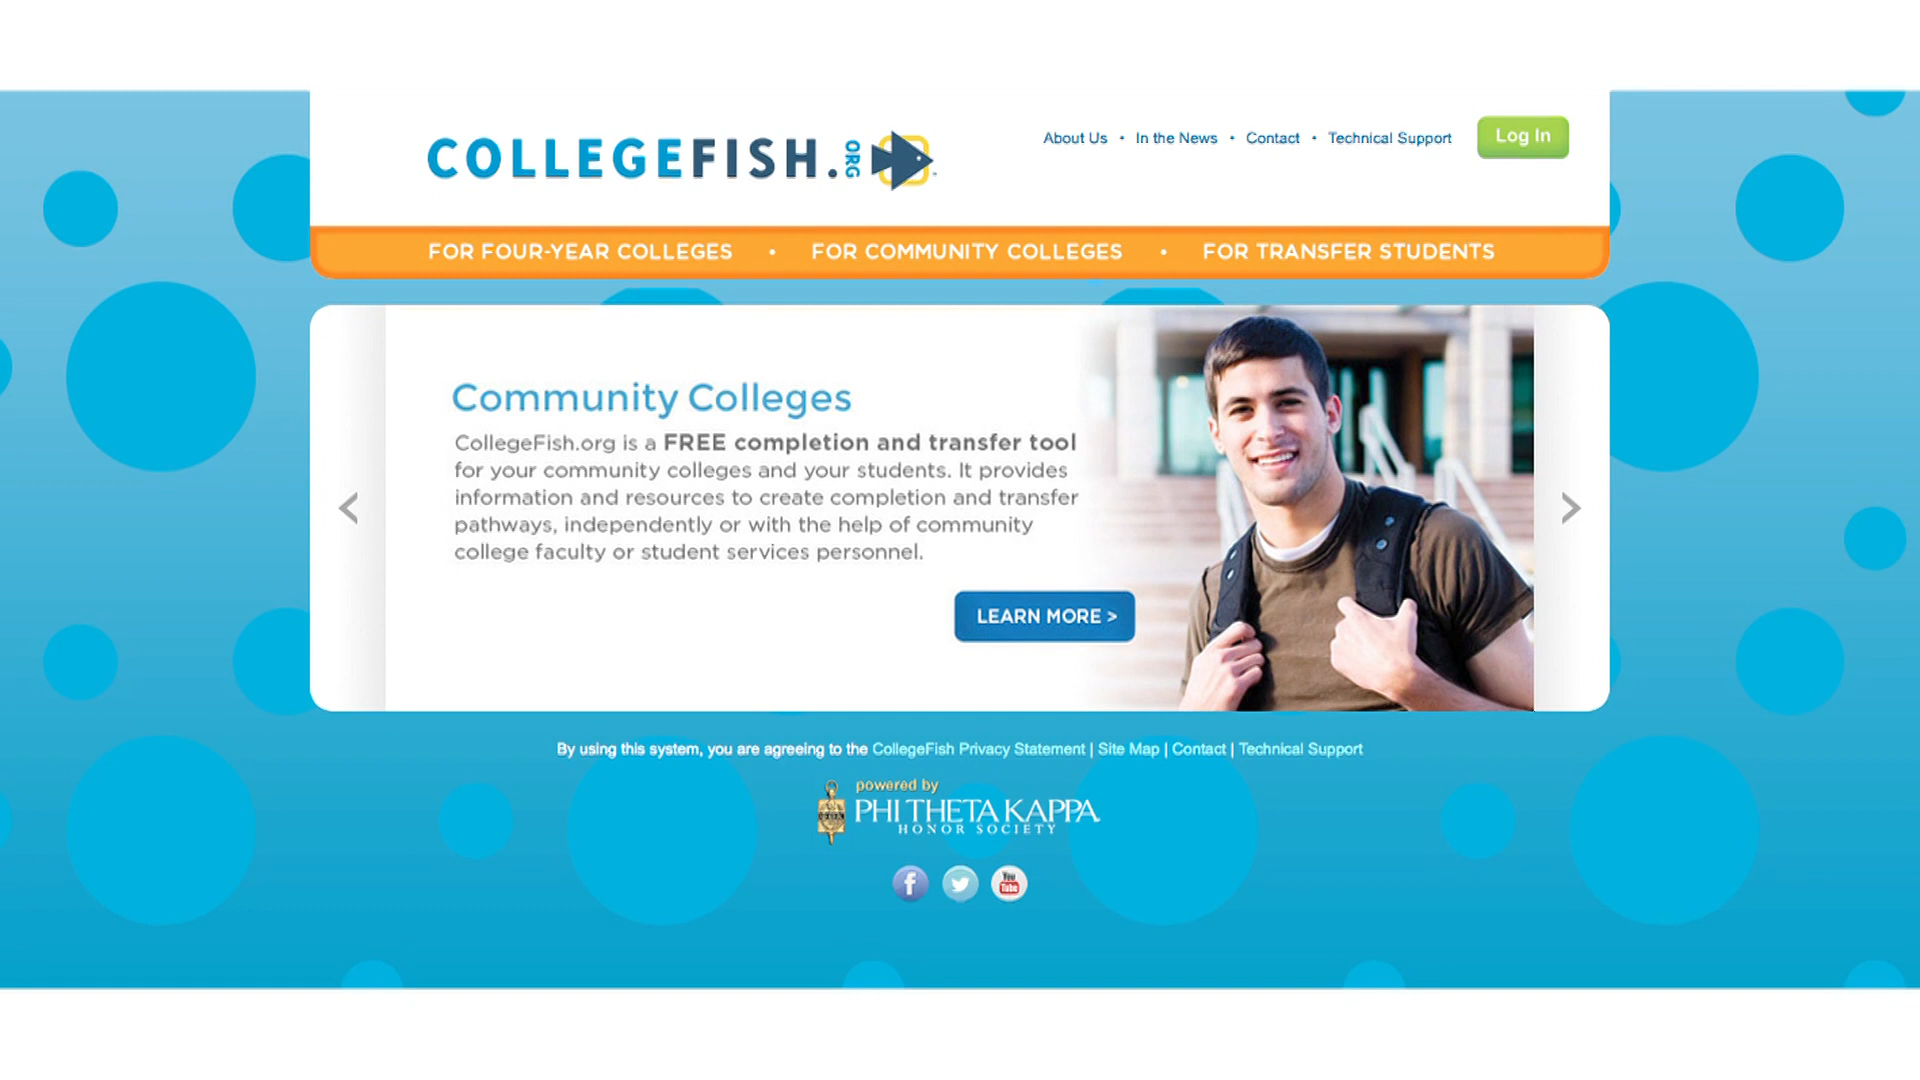 COLLEGEFISH.ORG
About Us • In the News • Contact • Technical Support
Log In
FOR FOUR-YEAR COLLEGES • FOR COMMUNITY COLLEGES • FOR TRANSFER STUDENTS
Community Colleges
CollegeFish.org is a FREE completion and transfer tool
for your community colleges and your students. It provides
information and resources to create completion and transfer
pathways, independently or with the help of community
college faculty or student services personnel.
LEARN MORE >
By using this system, you are agreeing to the CollegeFish Privacy Statement | Site Map | Contact | Technical Support
powered by
PHI THETA KAPPA
HONOR SOCIETY
f
You
Tube